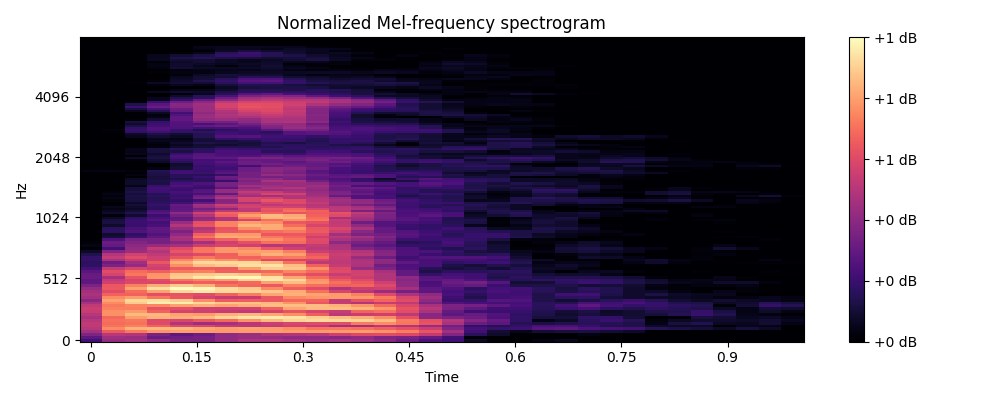 Normalized Mel-frequency spectrogram
Hz
4096
2048
1024
512
0
0 0.15 0.3 0.45 0.6 0.75 0.9
Time
+1 dB
+1 dB
+1 dB
+0 dB
+0 dB
+0 dB